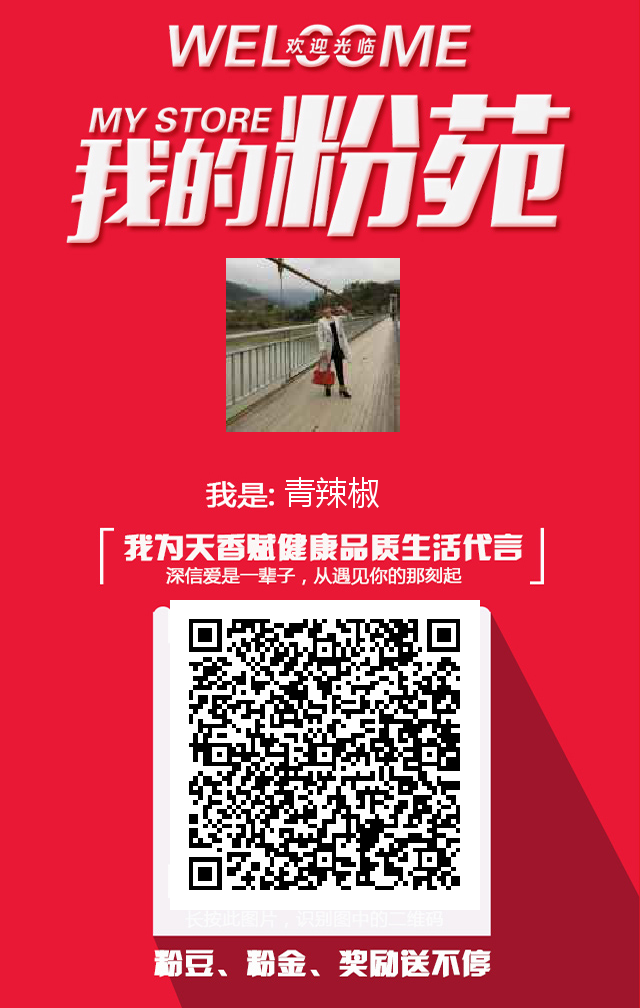 WELCOME
欢迎光临
MY STORE
我的粉苑
我是: 青辣椒
我为天香赋健康品质生活代言
深信爱是一辈子，从遇见你的那刻起
长按此图片，识别图中的二维码
粉豆、粉金、奖励送不停